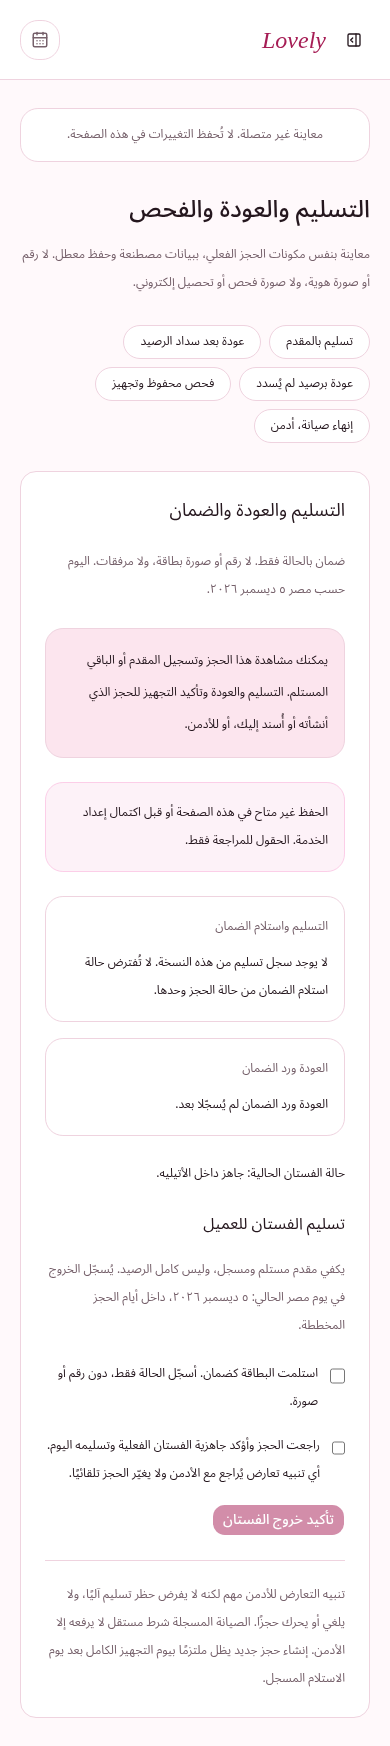 Lovely
معاينة غير متصلة. لا تُحفظ التغييرات في هذه الصفحة.
التسليم والعودة والفحص
معاينة بنفس مكونات الحجز الفعلي، ببيانات مصطنعة وحفظ معطل. لا رقم
أو صورة هوية، ولا صورة فحص أو تحصيل إلكتروني.
تسليم بالمقدم
عودة بعد سداد الرصيد
عودة برصيد لم يُسدد
فحص محفوظ وتجهيز
إنهاء صيانة، أدمن
التسليم والعودة والضمان
ضمان بالحالة فقط. لا رقم أو صورة بطاقة، ولا مرفقات. اليوم
حسب مصر ٥ ديسمبر ٢٠٢٦.
يمكنك مشاهدة هذا الحجز وتسجيل المقدم أو الباقي
المستلم. التسليم والعودة وتأكيد التجهيز للحجز الذي
أنشأته أو أُسند إليك، أو للأدمن.
الحفظ غير متاح في هذه الصفحة أو قبل اكتمال إعداد
الخدمة. الحقول للمراجعة فقط.
التسليم واستلام الضمان
لا يوجد سجل تسليم من هذه النسخة. لا تُفترض حالة
استلام الضمان من حالة الحجز وحدها.
العودة ورد الضمان
العودة ورد الضمان لم يُسجّلا بعد.
حالة الفستان الحالية: جاهز داخل الأتيليه.
تسليم الفستان للعميل
يكفي مقدم مستلم ومسجل، وليس كامل الرصيد. يُسجّل الخروج
في يوم مصر الحالي: ٥ ديسمبر ٢٠٢٦، داخل أيام الحجز
المخططة.
استلمت البطاقة كضمان. أسجّل الحالة فقط، دون رقم أو
صورة.
راجعت الحجز وأؤكد جاهزية الفستان الفعلية وتسليمه اليوم.
أي تنبيه تعارض يُراجع مع الأدمن ولا يغيّر الحجز تلقائيًا.
تأكيد خروج الفستان
تنبيه التعارض للأدمن مهم لكنه لا يفرض حظر تسليم آليًا، ولا
يلغي أو يحرك حجزًا. الصيانة المسجلة شرط مستقل لا يرفعه إلا
الأدمن. إنشاء حجز جديد يظل ملتزمًا بيوم التجهيز الكامل بعد يوم
الاستلام المسجل.